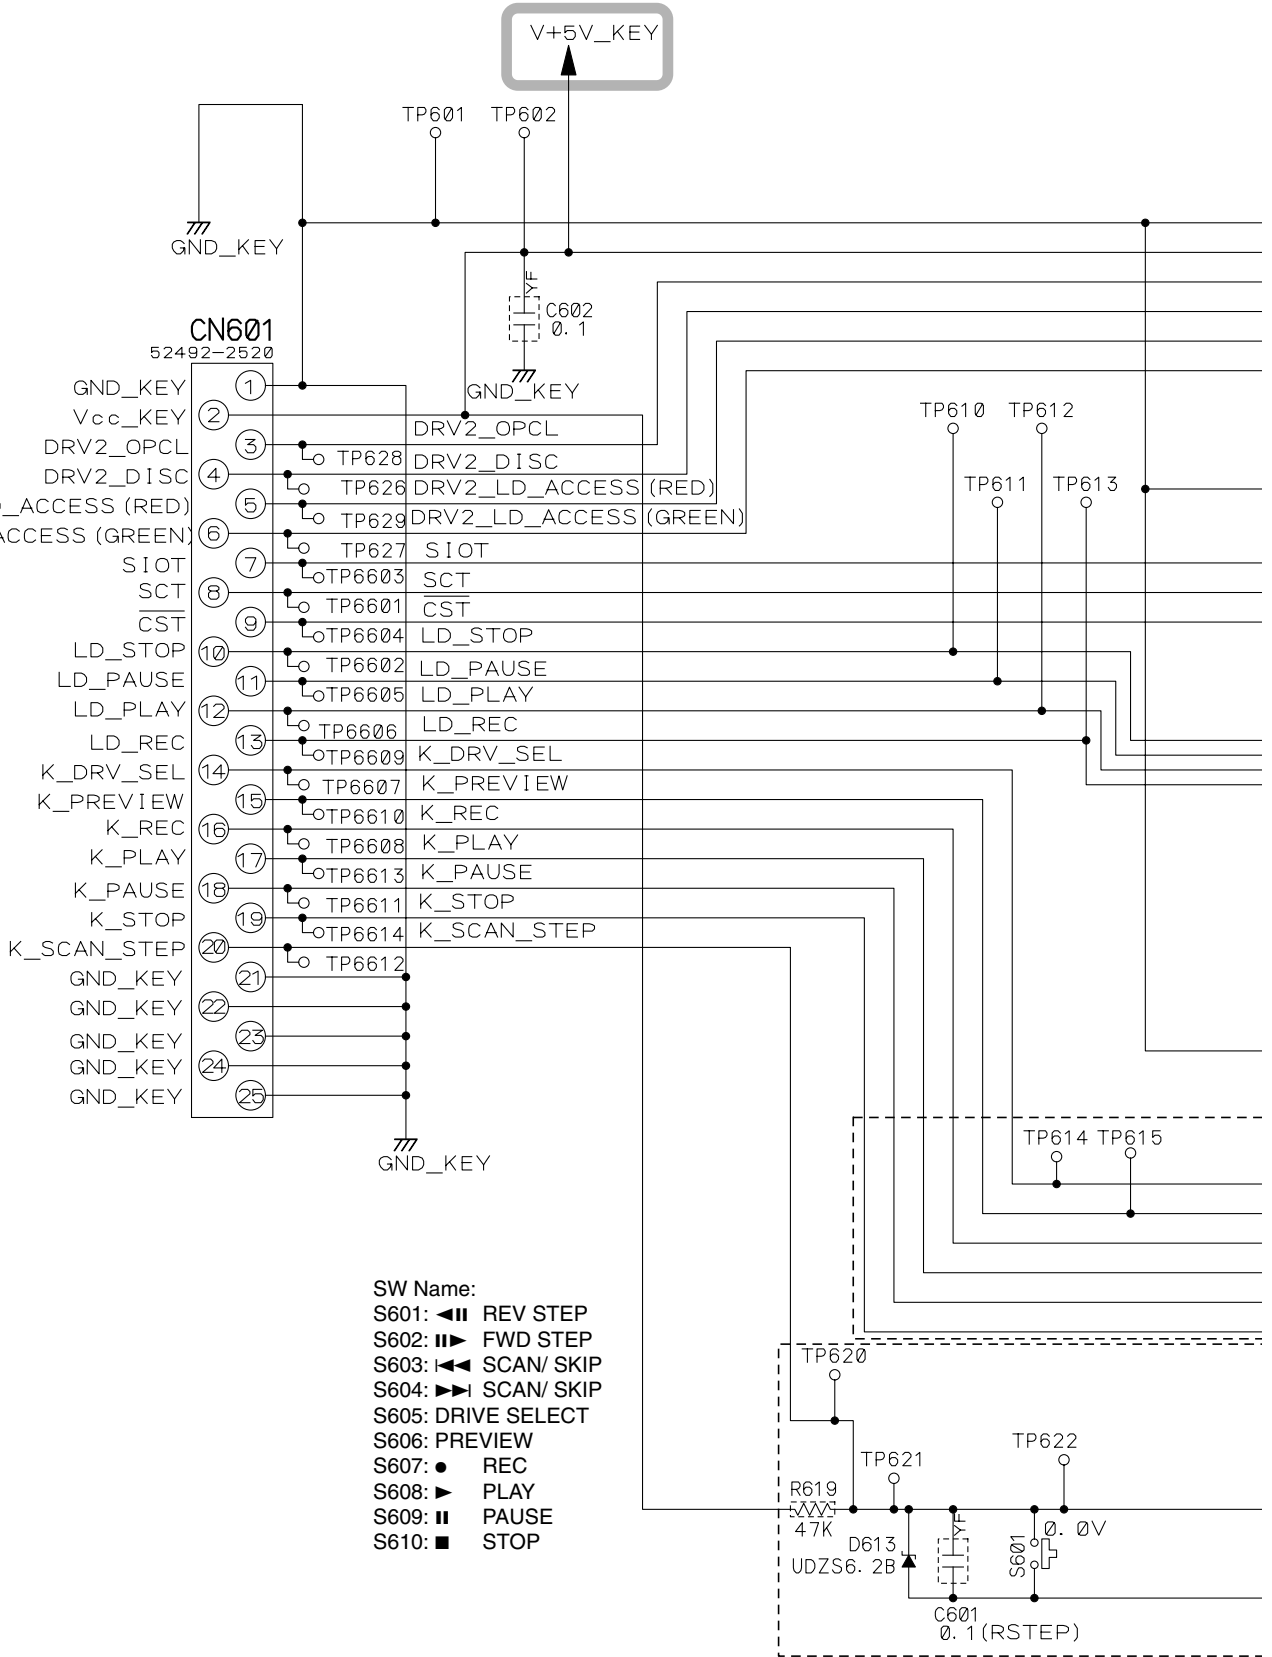 V+5V_KEY
TP601 TP602
GND_KEY
YF
C602
0.1
GND_KEY
CN601
52492-2520
GND_KEY 1
Vcc_KEY 2
DRV2_OPCL 3 DRV2_OPCL
TP628
DRV2_DISC 4 DRV2_DISC
TP626
D_ACCESS (RED) 5 DRV2_LD_ACCESS (RED)
TP629
ACCESS (GREEN) 6 DRV2_LD_ACCESS (GREEN)
TP627
SIOT 7 SIOT
TP6603
SCT 8 SCT
TP6601
CST 9 CST
TP6604
LD_STOP 10 LD_STOP
TP6602
LD_PAUSE 11 LD_PAUSE
TP6605
LD_PLAY 12 LD_PLAY
TP6606
LD_REC 13 LD_REC
TP6609
K_DRV_SEL 14 K_DRV_SEL
TP6607
K_PREVIEW 15 K_PREVIEW
TP6610
K_REC 16 K_REC
TP6608
K_PLAY 17 K_PLAY
TP6613
K_PAUSE 18 K_PAUSE
TP6611
K_STOP 19 K_STOP
TP6614
K_SCAN_STEP 20 K_SCAN_STEP
TP6612
GND_KEY 21
GND_KEY 22
GND_KEY 23
GND_KEY 24
GND_KEY 25
GND_KEY
TP610 TP612
TP611 TP613
TP614 TP615
SW Name:
S601: ◄II REV STEP
S602: II► FWD STEP
S603: I◄◄ SCAN/ SKIP
S604: ►►I SCAN/ SKIP
S605: DRIVE SELECT
S606: PREVIEW
S607: ● REC
S608: ► PLAY
S609: II PAUSE
S610: ■ STOP
TP620
TP621
TP622
R619
47K
D613
UDZS6.2B
YF
C601
0.1(RSTEP)
S601
0.0V